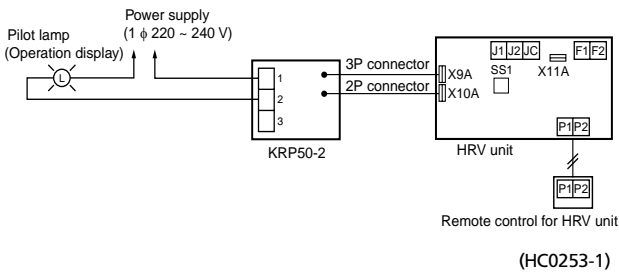 Power supply
(1 ϕ 220 ~ 240 V)
Pilot lamp
(Operation display)
L
1
2
3
KRP50-2
3P connector
2P connector
X9A
X10A
J1 J2 JC
F1 F2
SS1
X11A
P1 P2
HRV unit
P1 P2
Remote control for HRV unit
(HC0253-1)